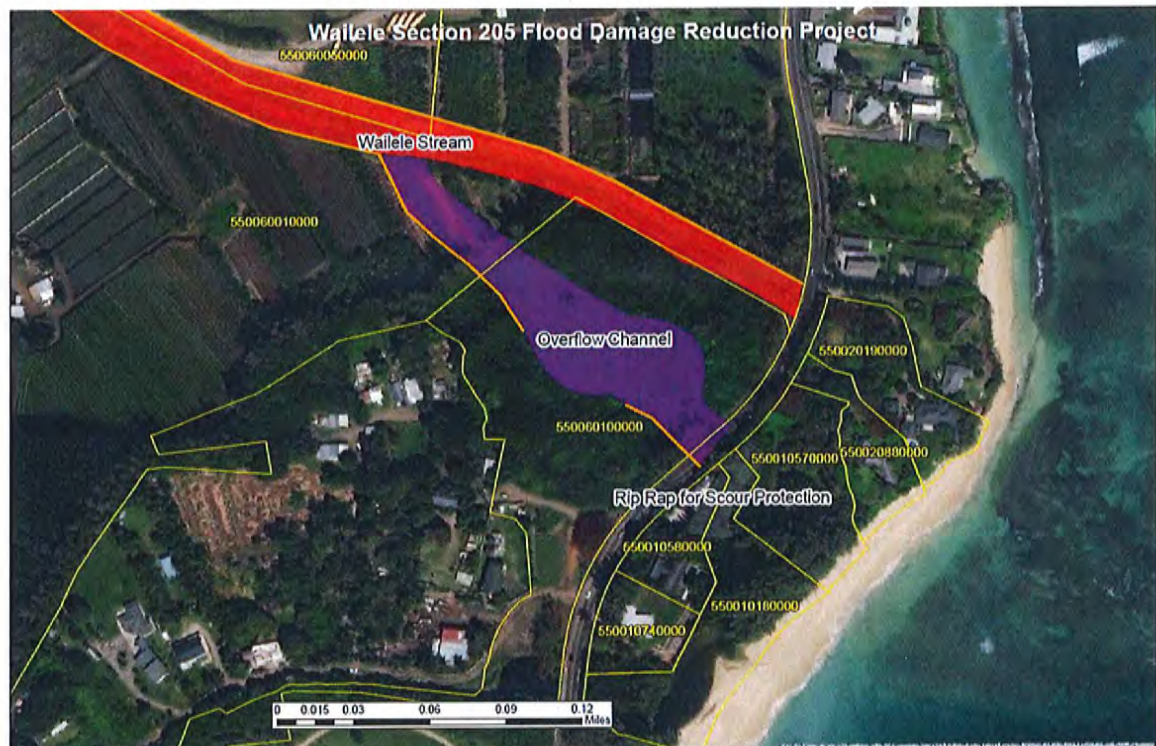 Wailele Section 205 Flood Damage Reduction Project
550060050000
Wailele Stream
550060010000
Overflow Channel
550020190000
550060100000
550010570000
550020880000
Rip Rap for Scour Protection
550010580000
550010180000
550010740000
0 0.015 0.03 0.06 0.09 0.12
Miles